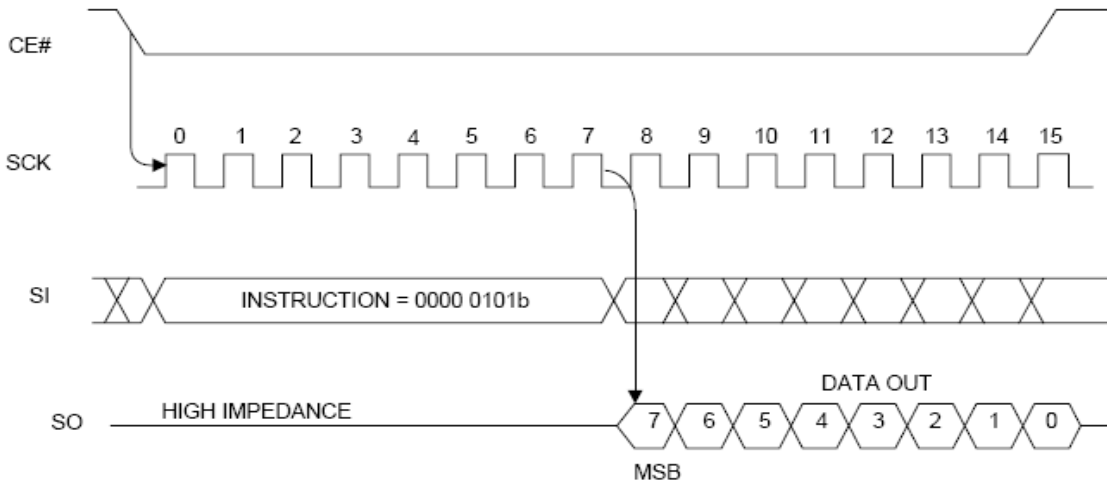 CE#
0 1 2 3 4 5 6 7 8 9 10 11 12 13 14 15
SCK
SI INSTRUCTION = 0000 0101b
DATA OUT
SO HIGH IMPEDANCE 7 6 5 4 3 2 1 0
MSB